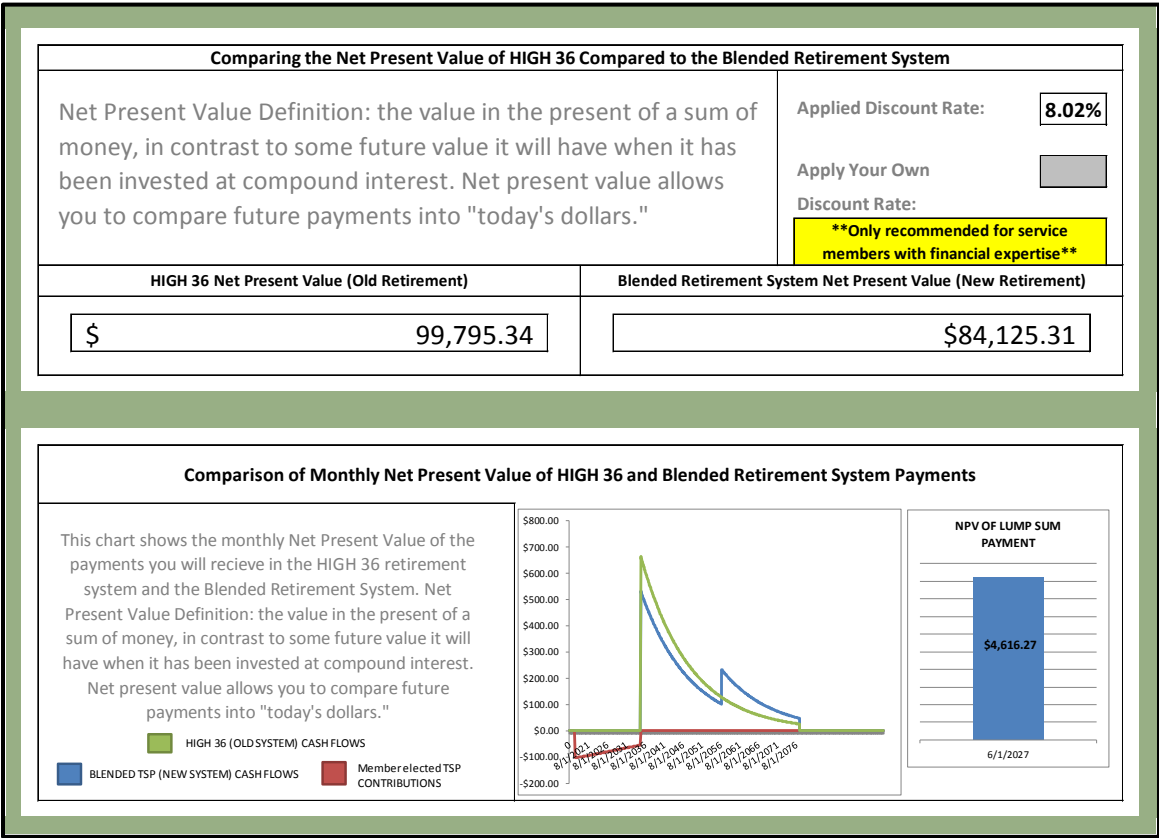 Comparing the Net Present Value of HIGH 36 Compared to the Blended Retirement System
Net Present Value Definition: the value in the present of a sum of
money, in contrast to some future value it will have when it has
been invested at compound interest. Net present value allows
you to compare future payments into "today's dollars."
Applied Discount Rate:
8.02%
Apply Your Own
Discount Rate:
**Only recommended for service
members with financial expertise**
HIGH 36 Net Present Value (Old Retirement)
Blended Retirement System Net Present Value (New Retirement)
$ 99,795.34
$84,125.31
Comparison of Monthly Net Present Value of HIGH 36 and Blended Retirement System Payments
This chart shows the monthly Net Present Value of the
payments you will recieve in the HIGH 36 retirement
system and the Blended Retirement System. Net
Present Value Definition: the value in the present of a
sum of money, in contrast to some future value it will
have when it has been invested at compound interest.
Net present value allows you to compare future
payments into "today's dollars."
HIGH 36 (OLD SYSTEM) CASH FLOWS
BLENDED TSP (NEW SYSTEM) CASH FLOWS
Member elected TSP
CONTRIBUTIONS
$800.00
$700.00
$600.00
$500.00
$400.00
$300.00
$200.00
$100.00
$0.00
-$100.00
-$200.00
0
8/1/2021
8/1/2026
8/1/2031
8/1/2036
8/1/2041
8/1/2046
8/1/2051
8/1/2056
8/1/2061
8/1/2066
8/1/2071
8/1/2076
NPV OF LUMP SUM
PAYMENT
$4,616.27
6/1/2027